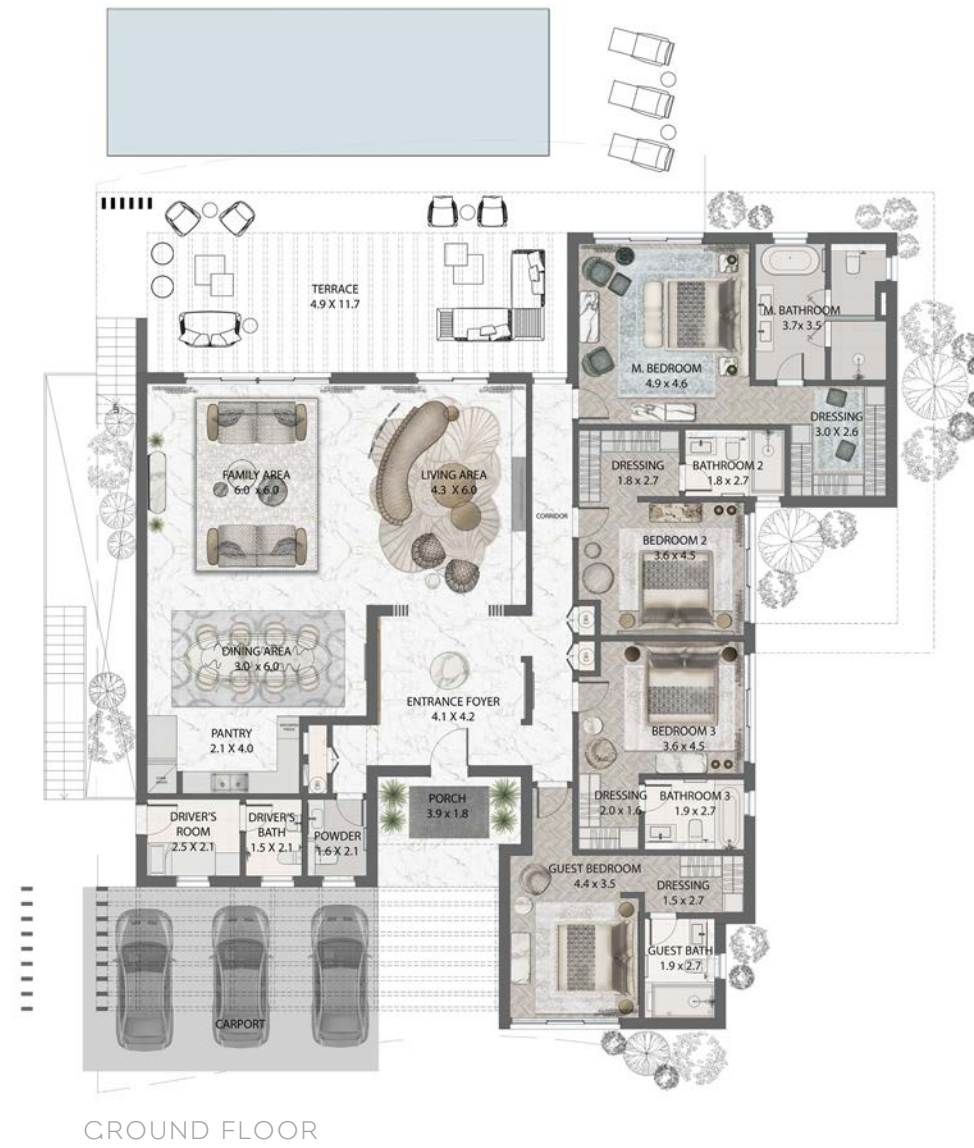 TERRACE
4.9 X 11.7
M. BATHROOM
3.7x 3.5
M. BEDROOM
4.9 x 4.6
DRESSING
3.0 X 2.6
FAMILY AREA
6.0 x 6.0
LIVING AREA
4.3 X 6.0
DRESSING
1.8 x 2.7
BATHROOM 2
1.8 x 2.7
CORRIDOR
BEDROOM 2
3.6 x 4.5
DINING AREA
3.0 x 6.0
ENTRANCE FOYER
4.1 X 4.2
BEDROOM 3
3.6 x 4.5
PANTRY
2.1 X 4.0
PORCH
3.9 x 1.8
DRESSING
2.0 x 1.6
BATHROOM 3
1.9 x 2.7
DRIVER'S
ROOM
2.5 X 2.1
DRIVER'S
BATH
1.5 X 2.1
POWDER
1.6 X 2.1
GUEST BEDROOM
4.4 x 3.5
DRESSING
1.5 x 2.7
GUEST BATH
1.9 x 2.7
CARPORT
GROUND FLOOR